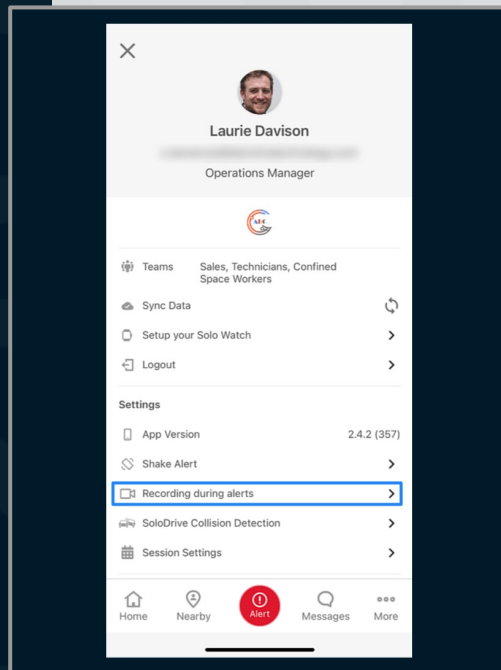 Laurie Davison
Operations Manager
ABC
Teams
Sales, Technicians, Confined
Space Workers
Sync Data
Setup your Solo Watch
Logout
Settings
App Version 2.4.2 (357)
Shake Alert
Recording during alerts
SoloDrive Collision Detection
Session Settings
Home Nearby Alert Messages More